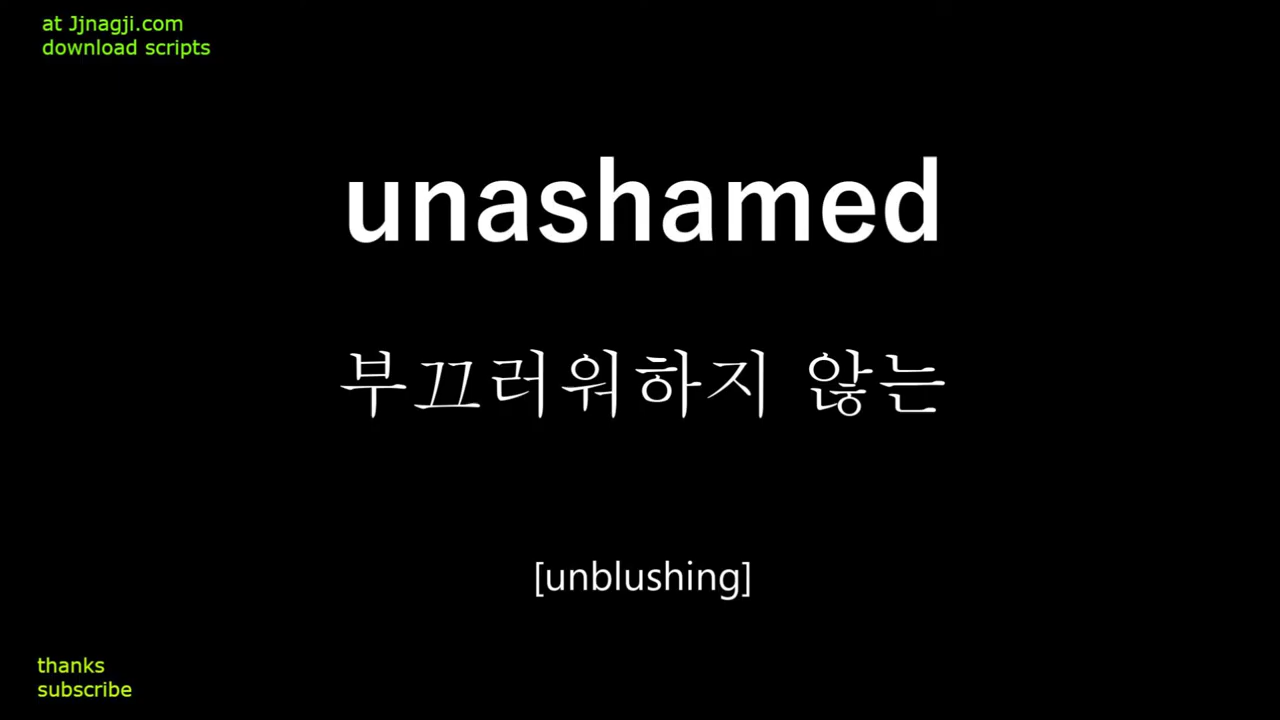 at Jjnagji.com
download scripts
unashamed
부끄러워하지 않는
[unblushing]
thanks
subscribe